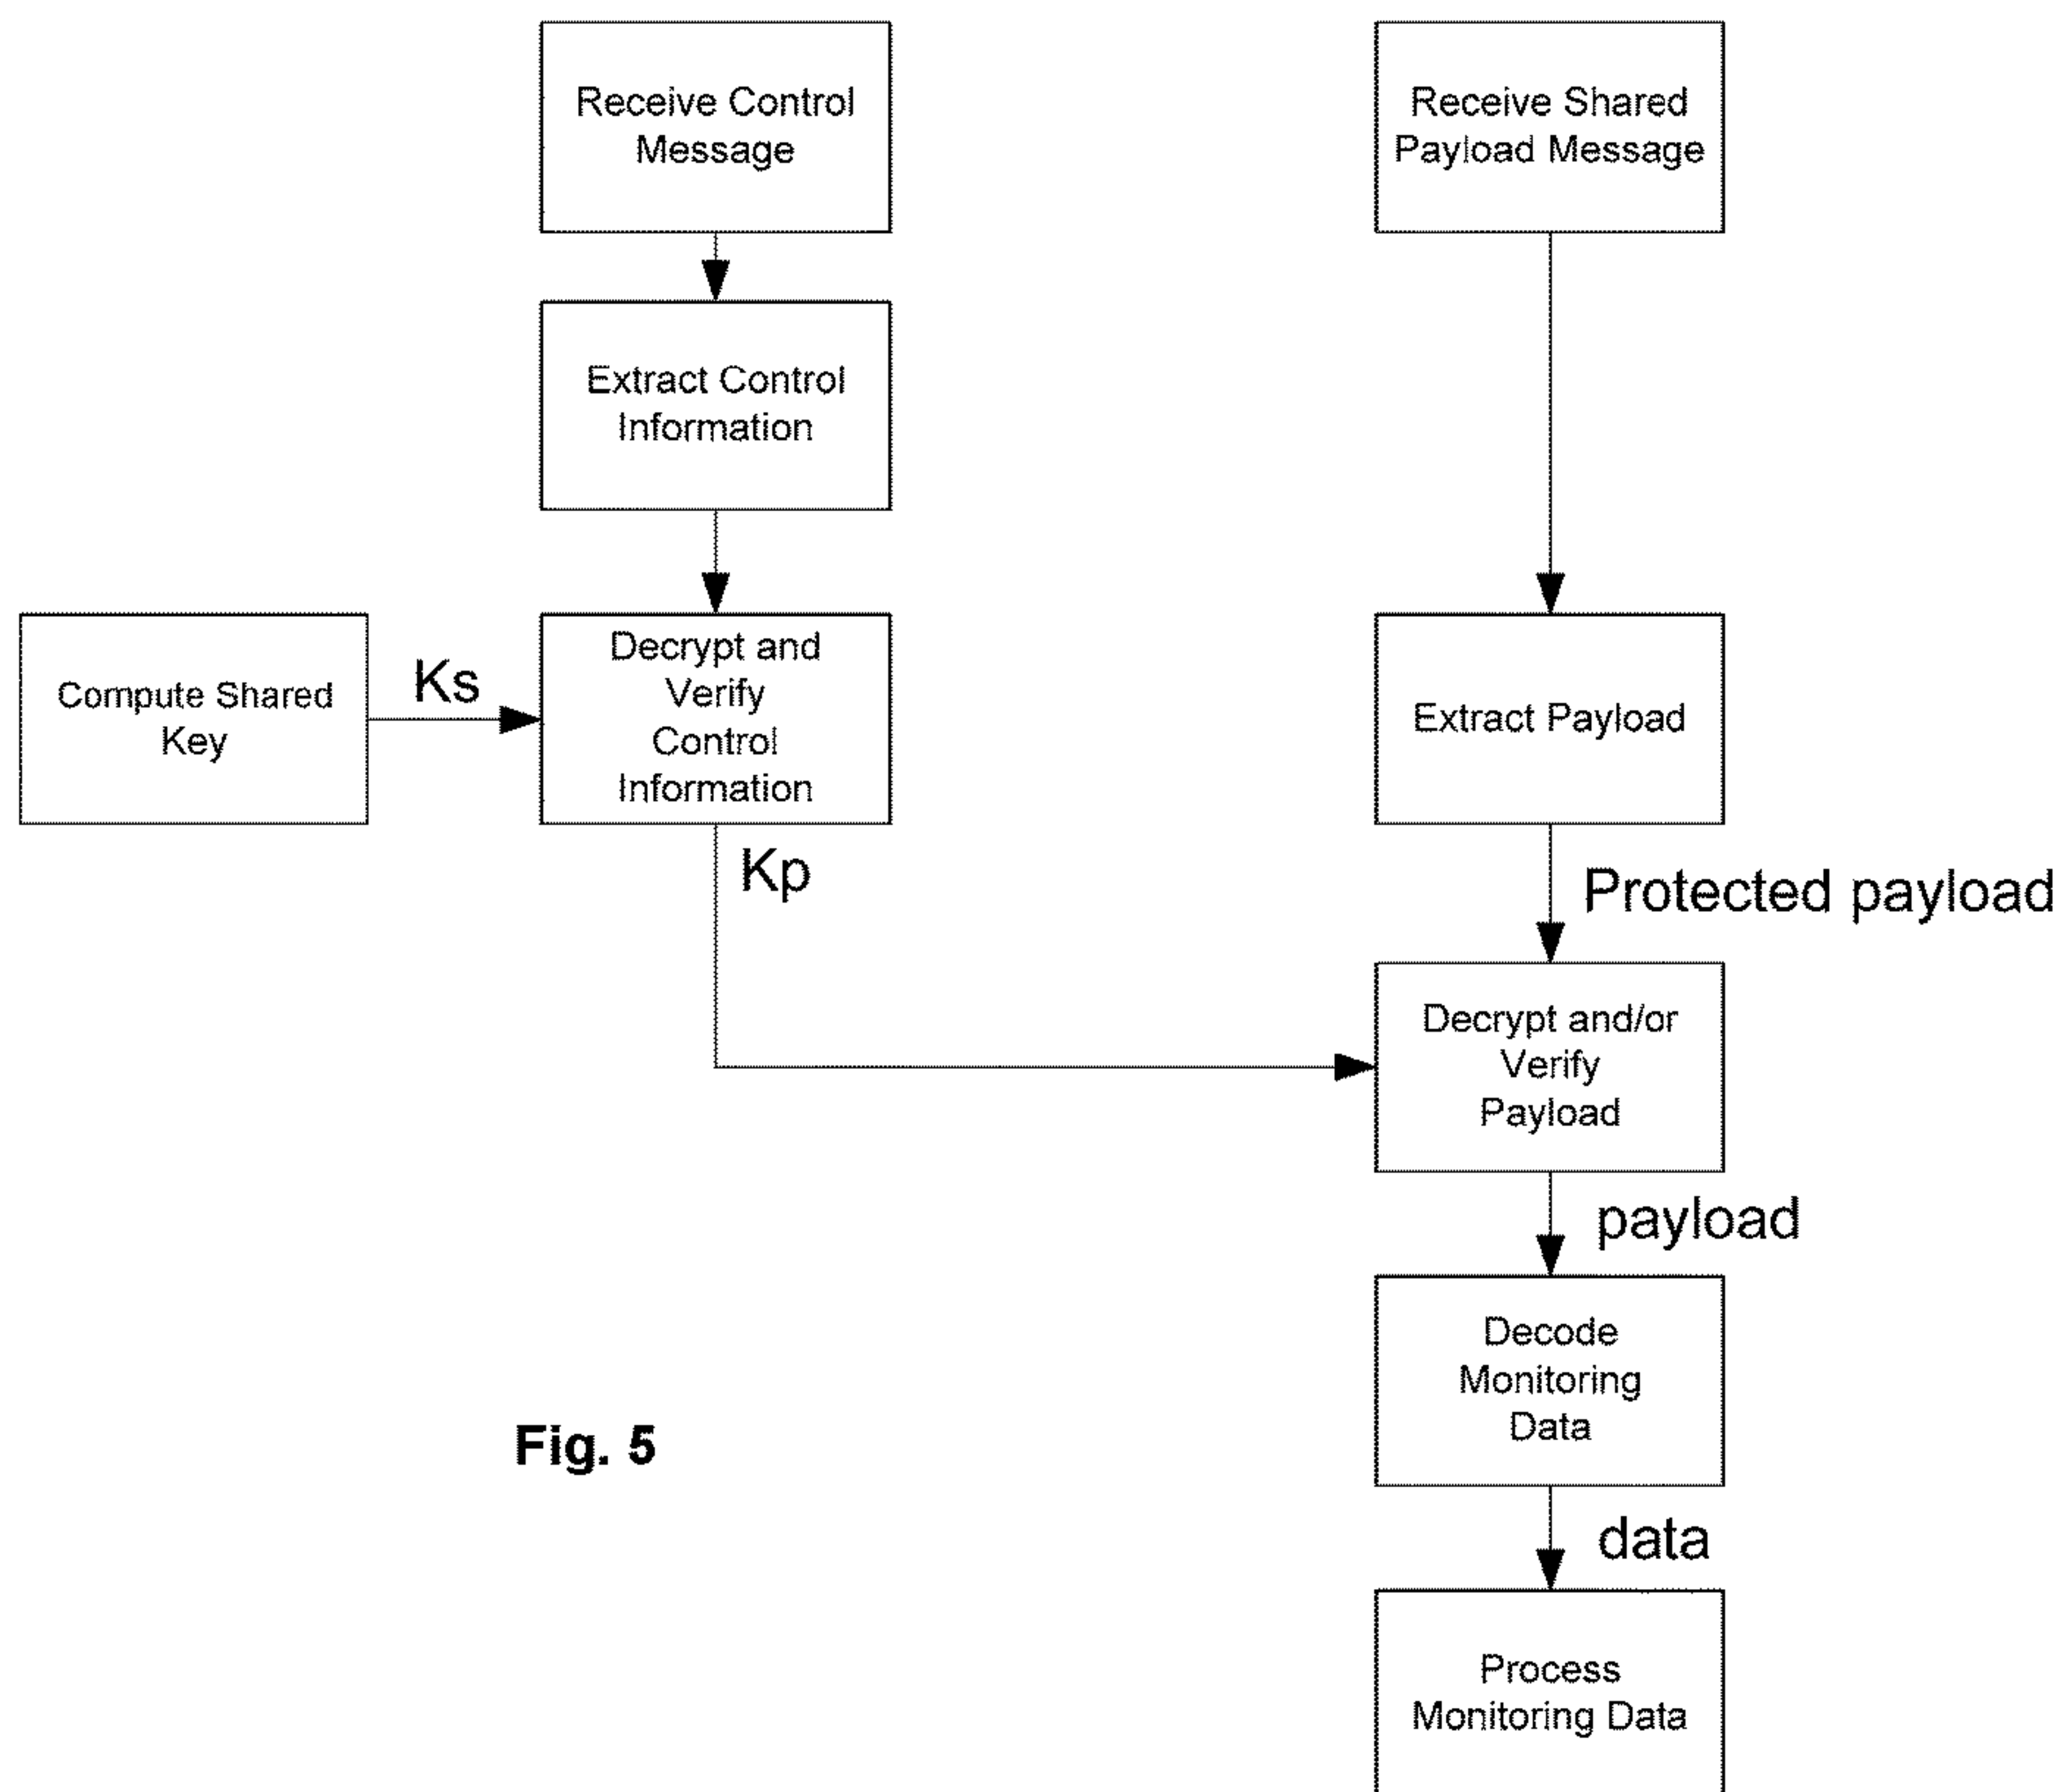 Receive Control
Message
Receive Shared
Payload Message
Extract Control
Information
Compute Shared
Key
Ks
Decrypt and
Verify
Control
Information
Extract Payload
Kp
Protected payload
Decrypt and/or
Verify
Payload
payload
Decode
Monitoring
Data
Fig. 5
data
Process
Monitoring Data